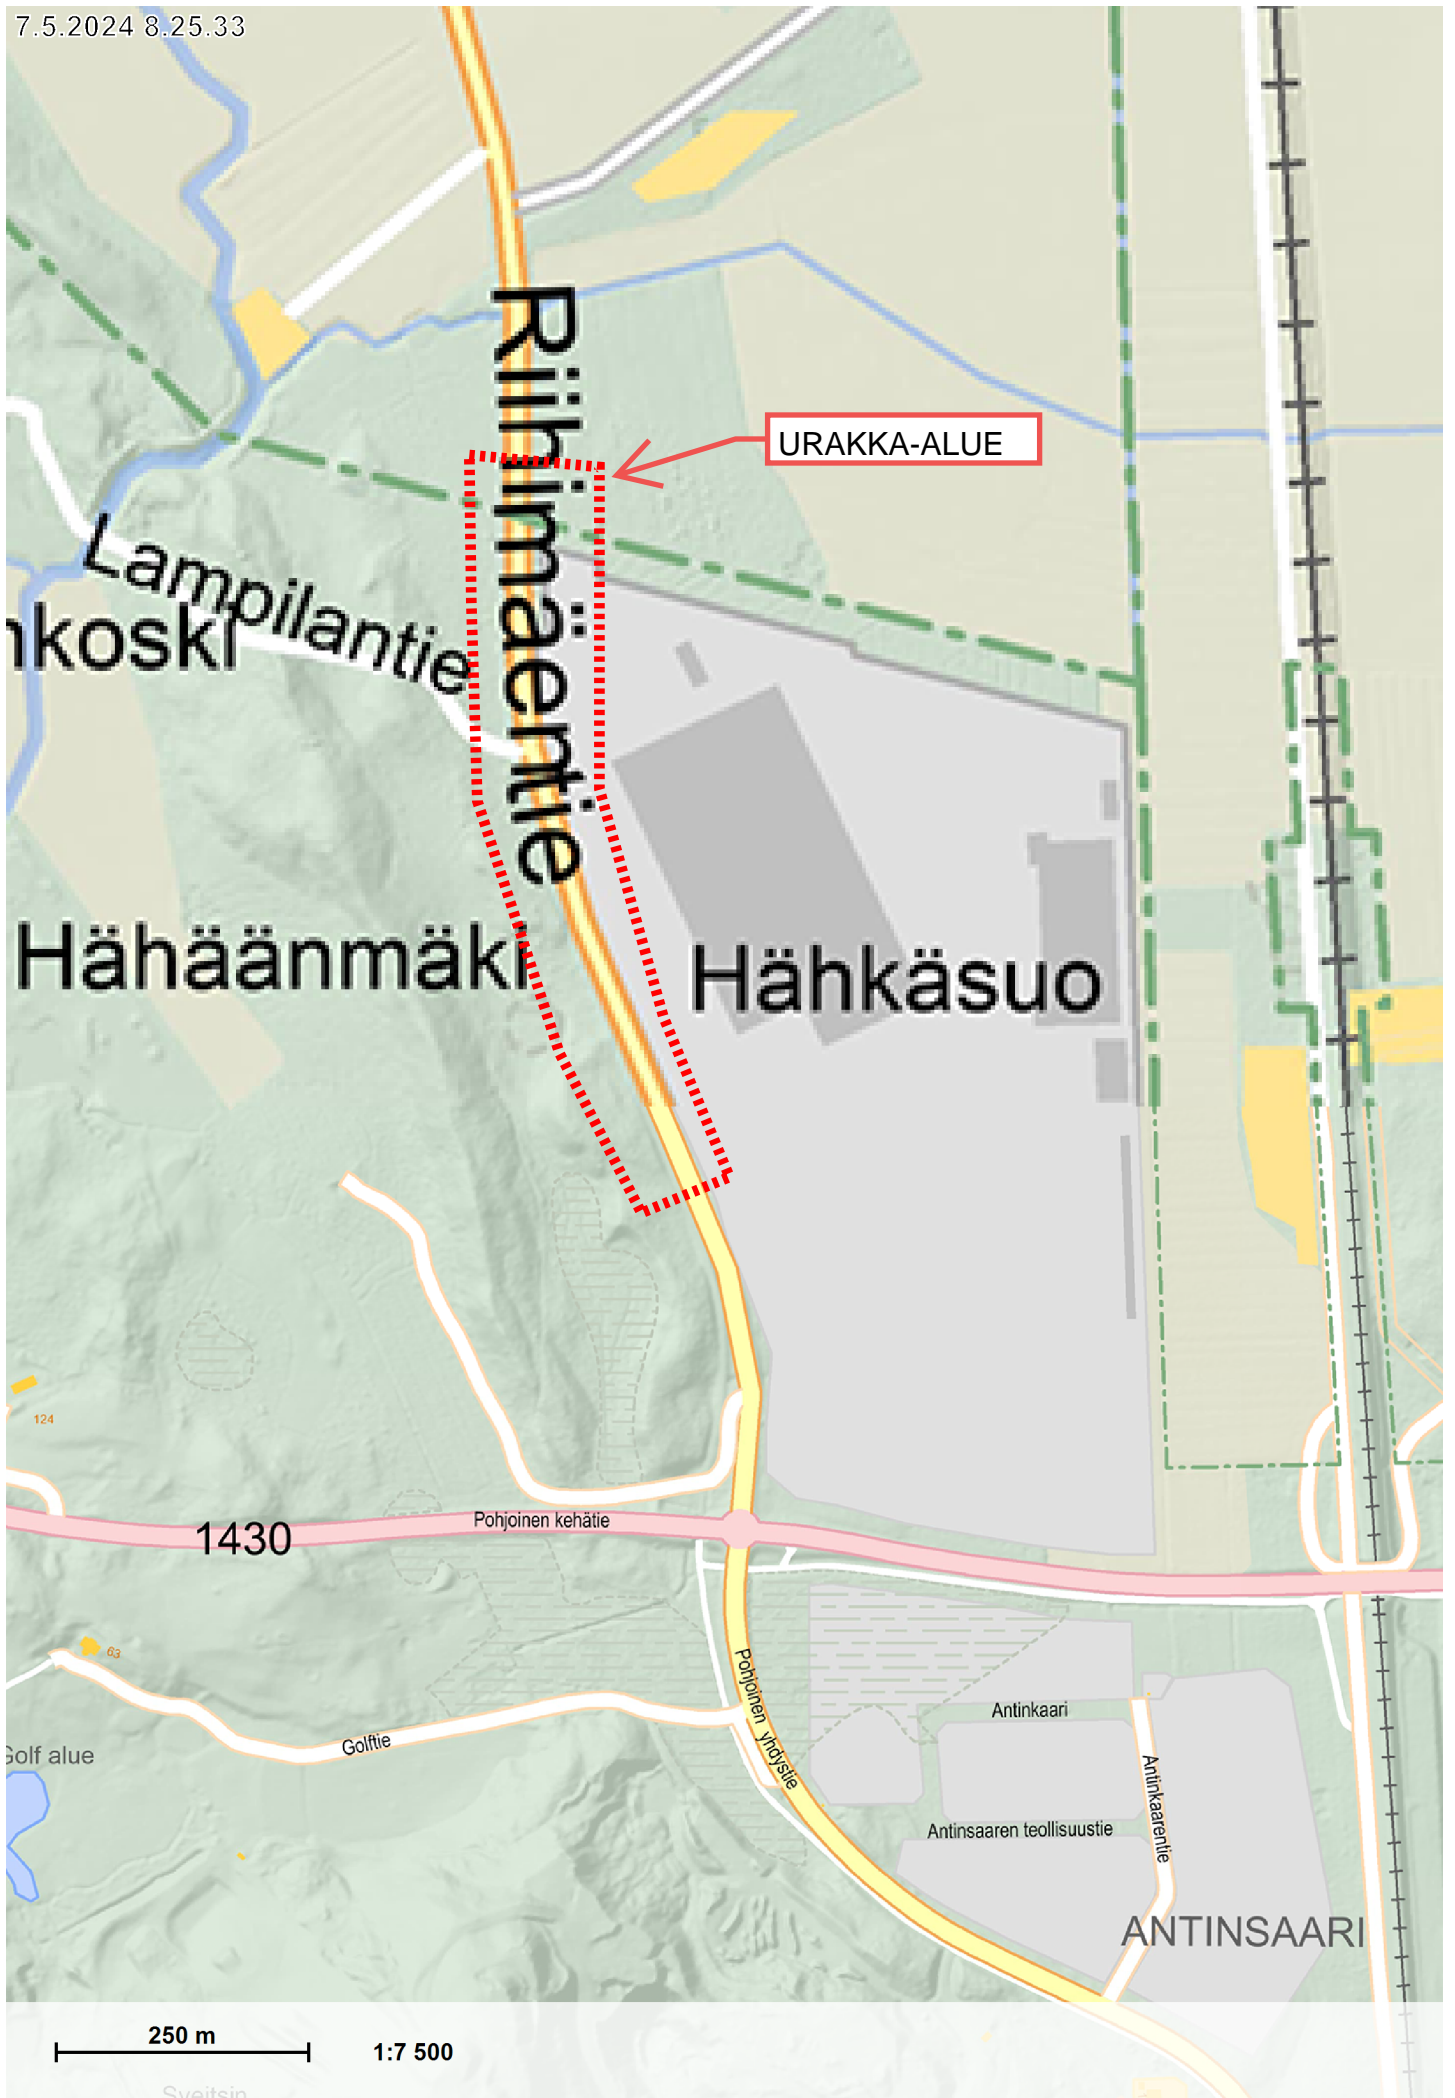 7.5.2024 8.25.33
Riihimäentie
URAKKA-ALUE
Lampilantie
nkoski
Hähäänmäki
Hähkäsuo
124
1430
Pohjoinen kehätie
63
Pohjoinen yhdystie
Golftie
Golf alue
Antinkaari
Antinkaarentie
Antinsaaren teollisuustie
ANTINSAARI
250 m
1:7 500
Sveitsin